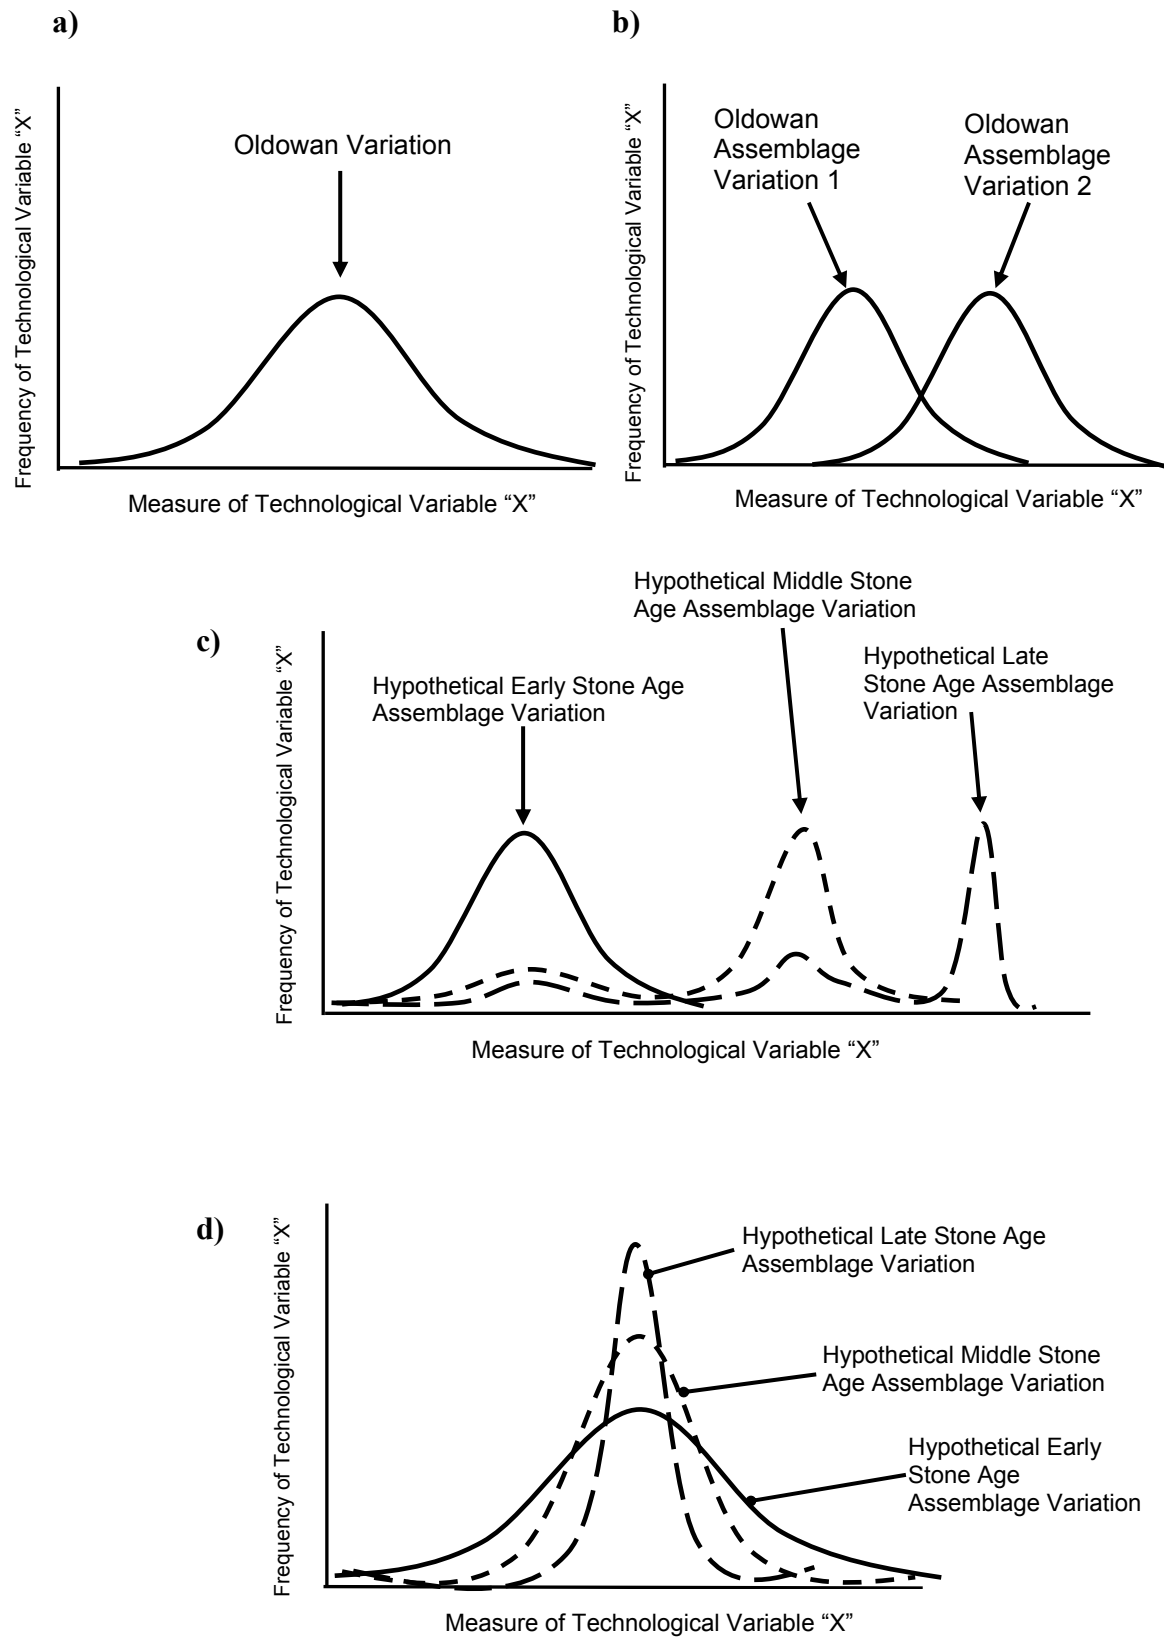 a)
Frequency of Technological Variable “X”
Oldowan Variation
Measure of Technological Variable “X”
b)
Frequency of Technological Variable “X”
Oldowan
Assemblage
Variation 1
Oldowan
Assemblage
Variation 2
Measure of Technological Variable “X”
c)
Frequency of Technological Variable “X”
Hypothetical Early Stone Age
Assemblage Variation
Hypothetical Middle Stone
Age Assemblage Variation
Hypothetical Late
Stone Age Assemblage
Variation
Measure of Technological Variable “X”
d)
Frequency of Technological Variable “X”
Hypothetical Late Stone Age
Assemblage Variation
Hypothetical Middle Stone
Age Assemblage Variation
Hypothetical Early
Stone Age
Assemblage Variation
Measure of Technological Variable “X”